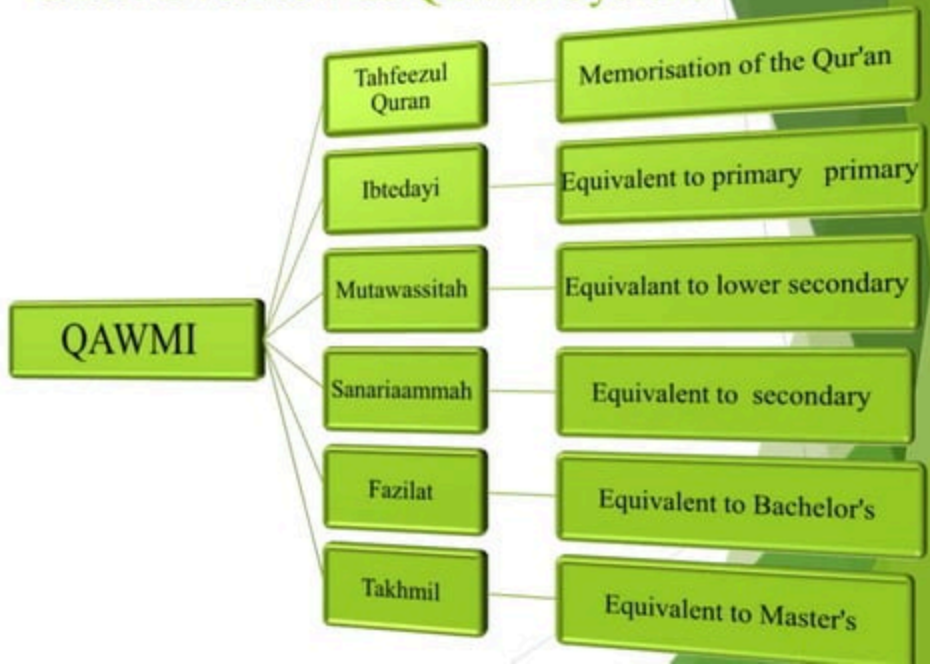 Tahfeezul
Quran
Memorisation of the Qur'an
Ibtedayi
Equivalent to primary primary
Mutawassitah
Equivalant to lower secondary
QAWMI
Sanariaammah
Equivalent to secondary
Fazilat
Equivalent to Bachelor's
Takhmil
Equivalent to Master's